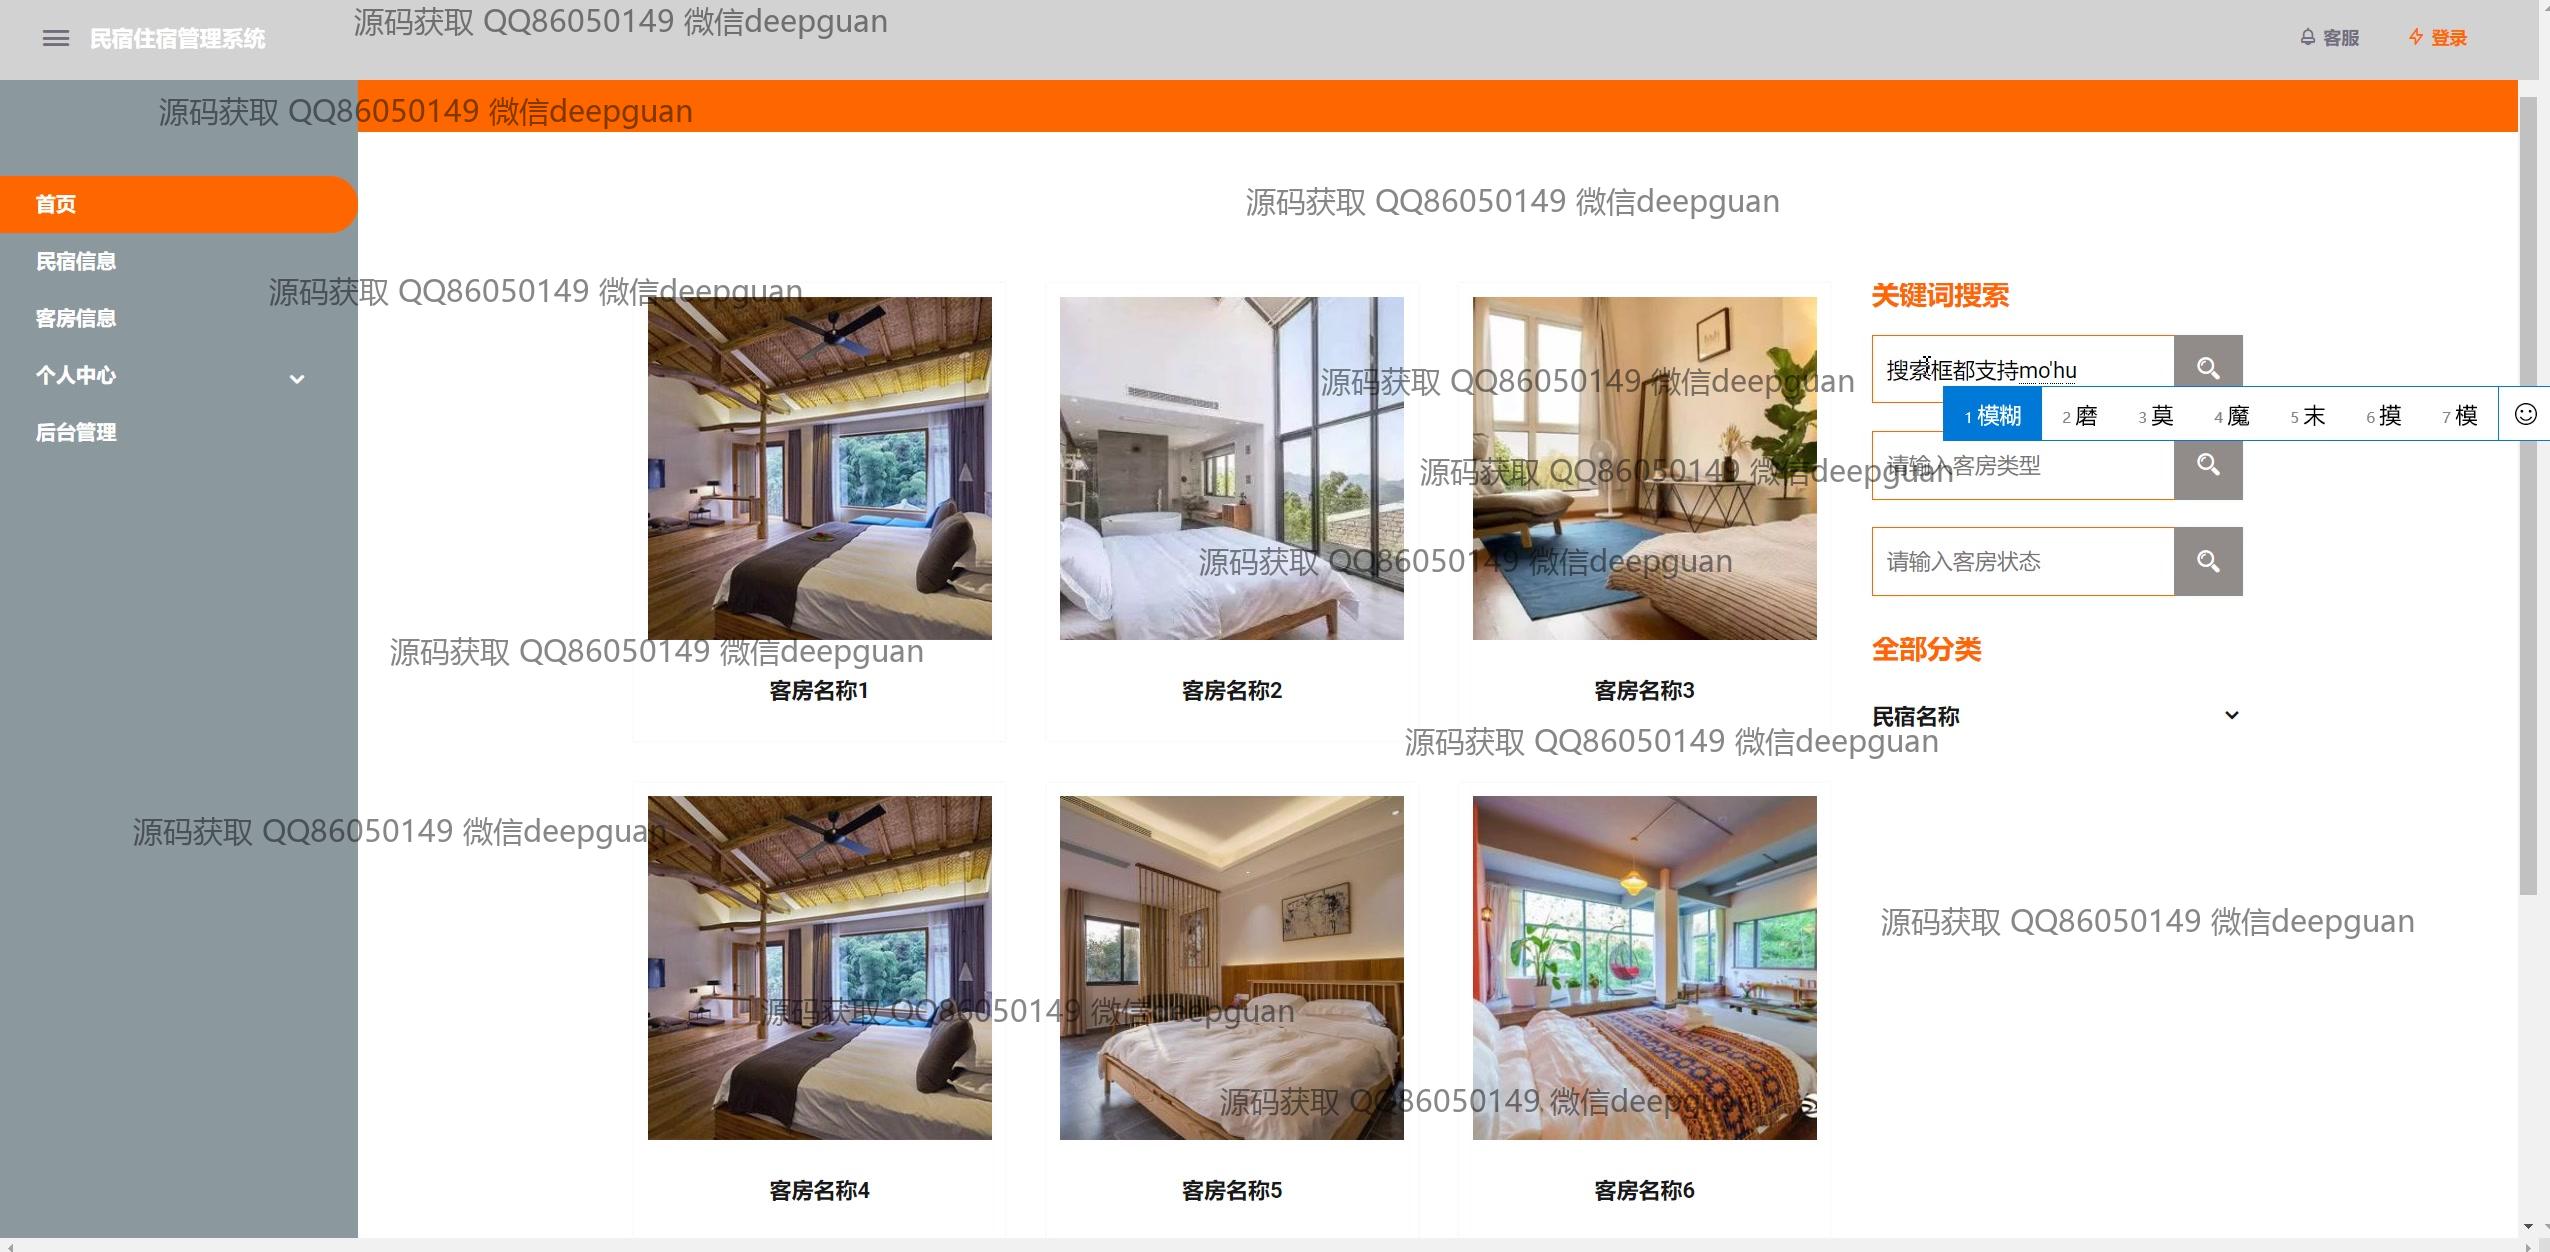 民宿住宿管理系统
源码获取 QQ86050149 微信deepguan
客服
登录
源码获取 QQ86050149 微信deepguan
源码获取 QQ86050149 微信deepguan
首页
民宿信息
源码获取 QQ86050149 微信deepguan
客房信息
个人中心
后台管理
关键词搜索
搜索框都支持mo'hu
源码获取 QQ86050149 微信deepguan
1 模糊 2 磨 3 莫 4 魔 5 末 6 摸 7 模
请输入客房类型
源码获取 QQ86050149 微信deepguan
请输入客房状态
源码获取 QQ86050149 微信deepguan
源码获取 QQ86050149 微信deepguan
全部分类
客房名称1
客房名称2
客房名称3
民宿名称
源码获取 QQ86050149 微信deepguan
源码获取 QQ86050149 微信deepguan
源码获取 QQ86050149 微信deepguan
源码获取 QQ86050149 微信deepguan
源码获取 QQ86050149 微信deepguan
客房名称4
客房名称5
客房名称6